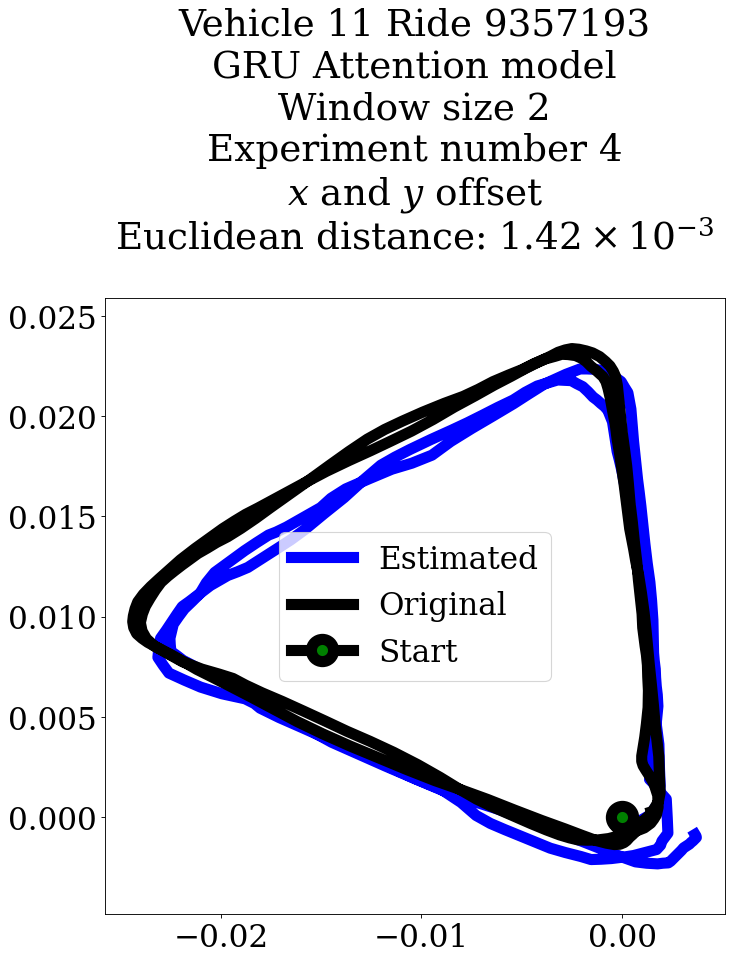 Vehicle 11 Ride 9357193
GRU Attention model
Window size 2
Experiment number 4
x and y offset
Euclidean distance: 1.42 × 10⁻³
0.025
0.020
0.015
0.010
0.005
0.000
Estimated
Original
Start
−0.02
−0.01
0.00